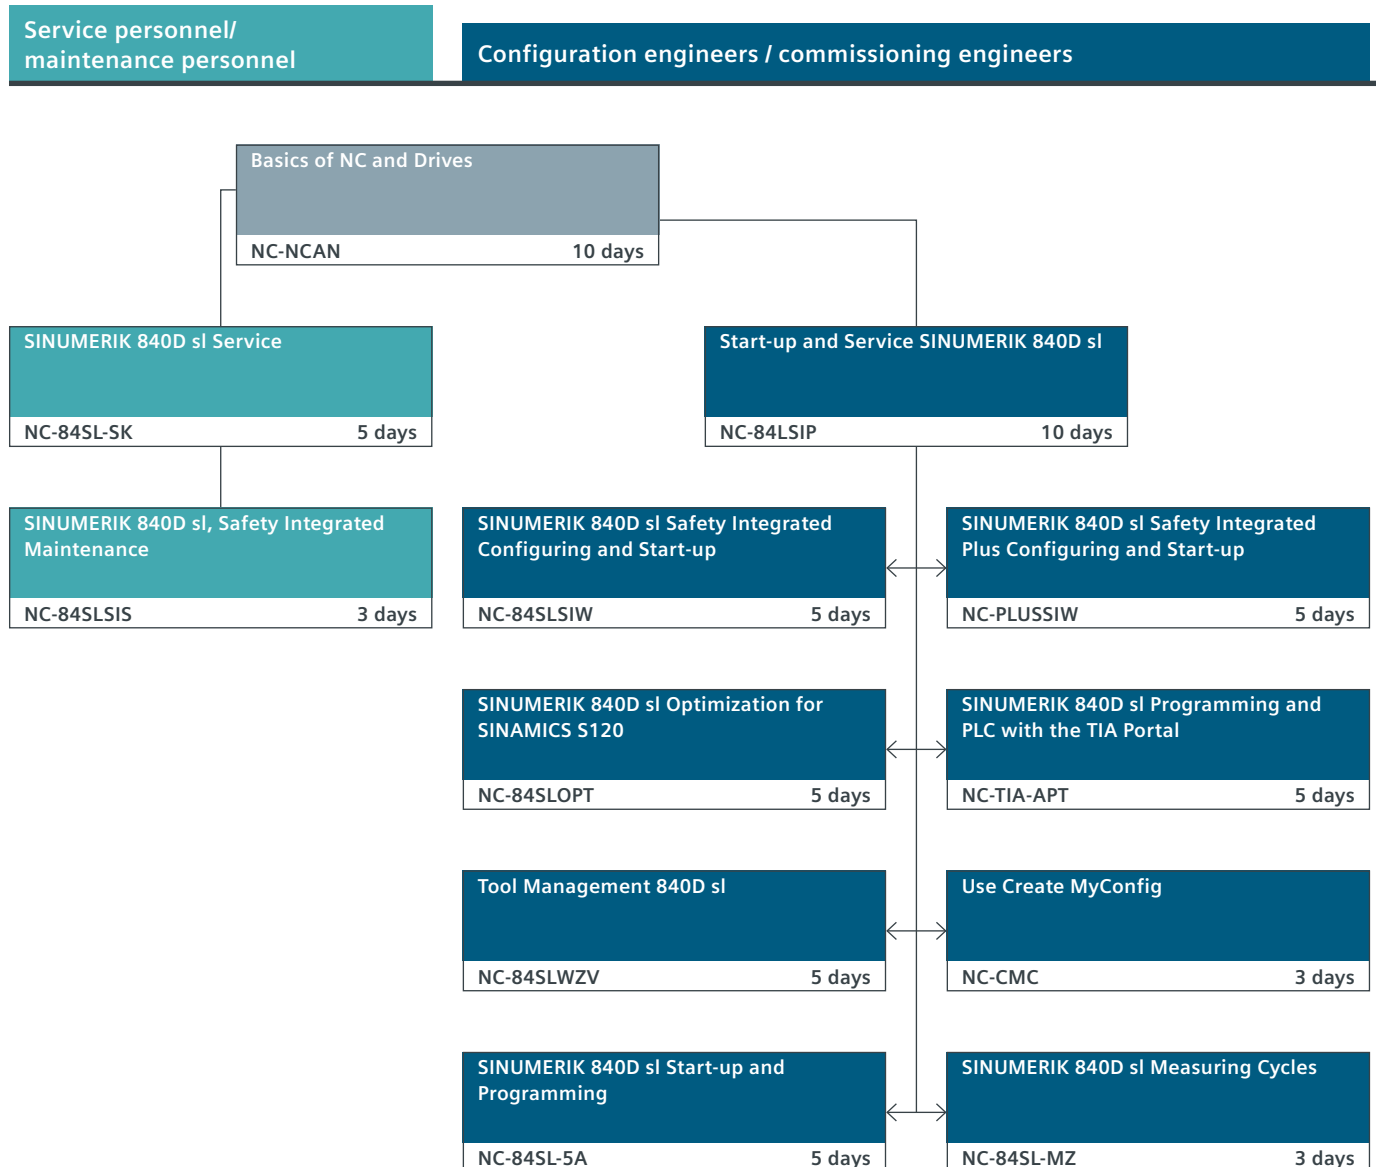 Service personnel/
maintenance personnel
Configuration engineers / commissioning engineers
Basics of NC and Drives
NC-NCAN 10 days
SINUMERIK 840D sl Service
NC-84SL-SK 5 days
Start-up and Service SINUMERIK 840D sl
NC-84LSIP 10 days
SINUMERIK 840D sl, Safety Integrated
Maintenance
NC-84SLSIS 3 days
SINUMERIK 840D sl Safety Integrated
Configuring and Start-up
NC-84SLSIW 5 days
SINUMERIK 840D sl Safety Integrated
Plus Configuring and Start-up
NC-PLUSSIW 5 days
SINUMERIK 840D sl Optimization for
SINAMICS S120
NC-84SLOPT 5 days
SINUMERIK 840D sl Programming and
PLC with the TIA Portal
NC-TIA-APT 5 days
Tool Management 840D sl
NC-84SLWZV 5 days
Use Create MyConfig
NC-CMC 3 days
SINUMERIK 840D sl Start-up and
Programming
NC-84SL-5A 5 days
SINUMERIK 840D sl Measuring Cycles
NC-84SL-MZ 3 days